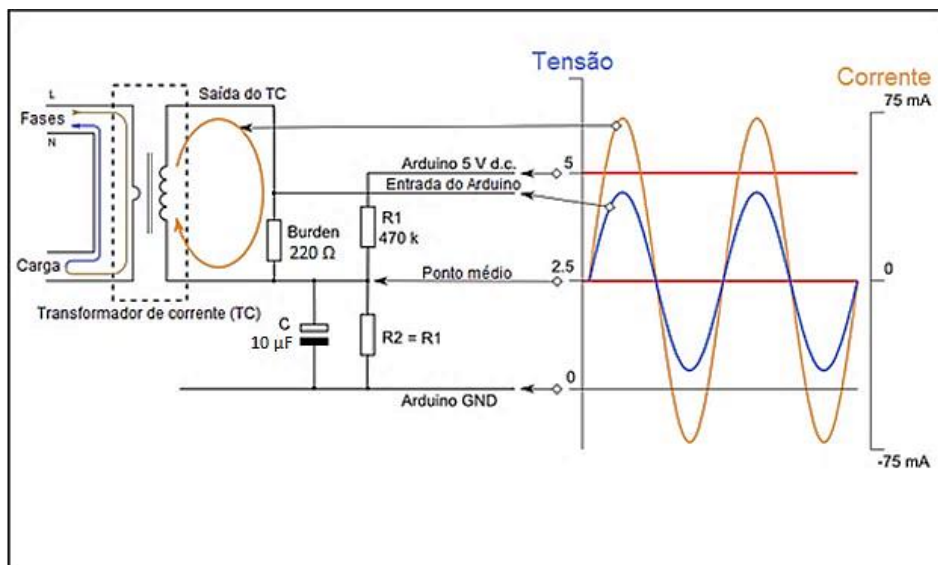 Tensão
Corrente
75 mA
L
Saída do TC
Fases
N
Arduino 5 V d.c.
5
Entrada do Arduino
R1
470 k
Burden
220 Ω
Carga
Ponto médio
2.5
0
Transformador de corrente (TC)
C
10 µF
R2 = R1
0
Arduino GND
-75 mA